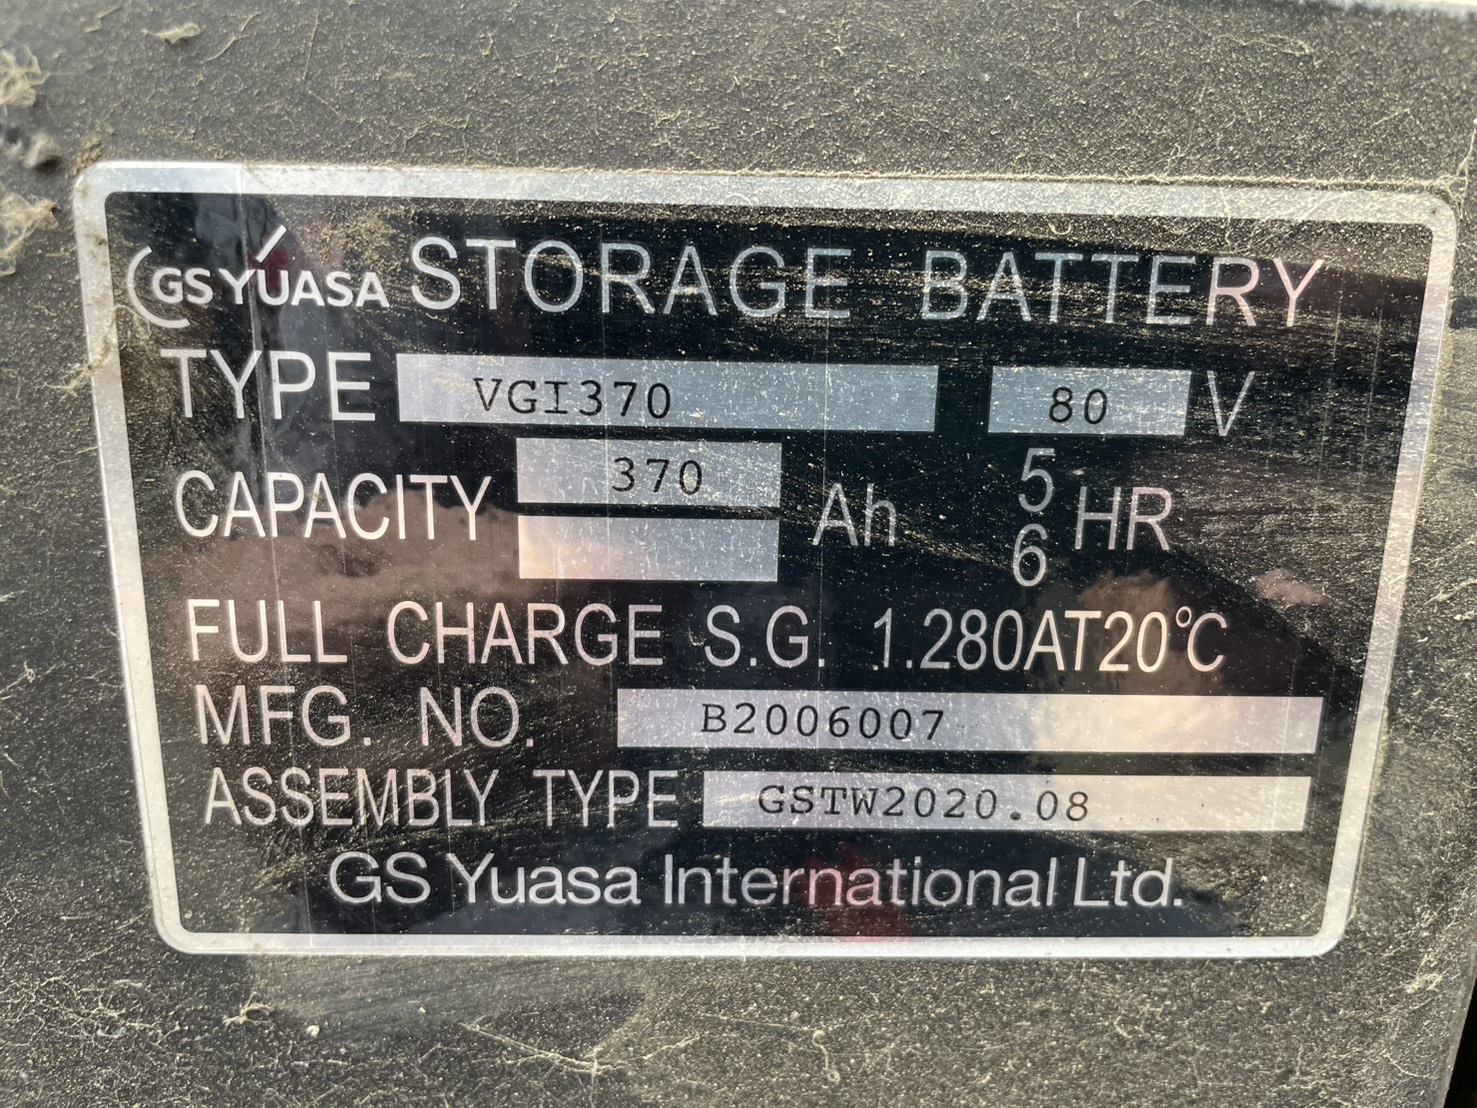 GS YUASA STORAGE BATTERY
TYPE VGI370 80 V
CAPACITY 370 Ah 5 HR
6
FULL CHARGE S.G. 1.280AT20°C
MFG. NO. B2006007
ASSEMBLY TYPE GSTW2020.08
GS Yuasa International Ltd.